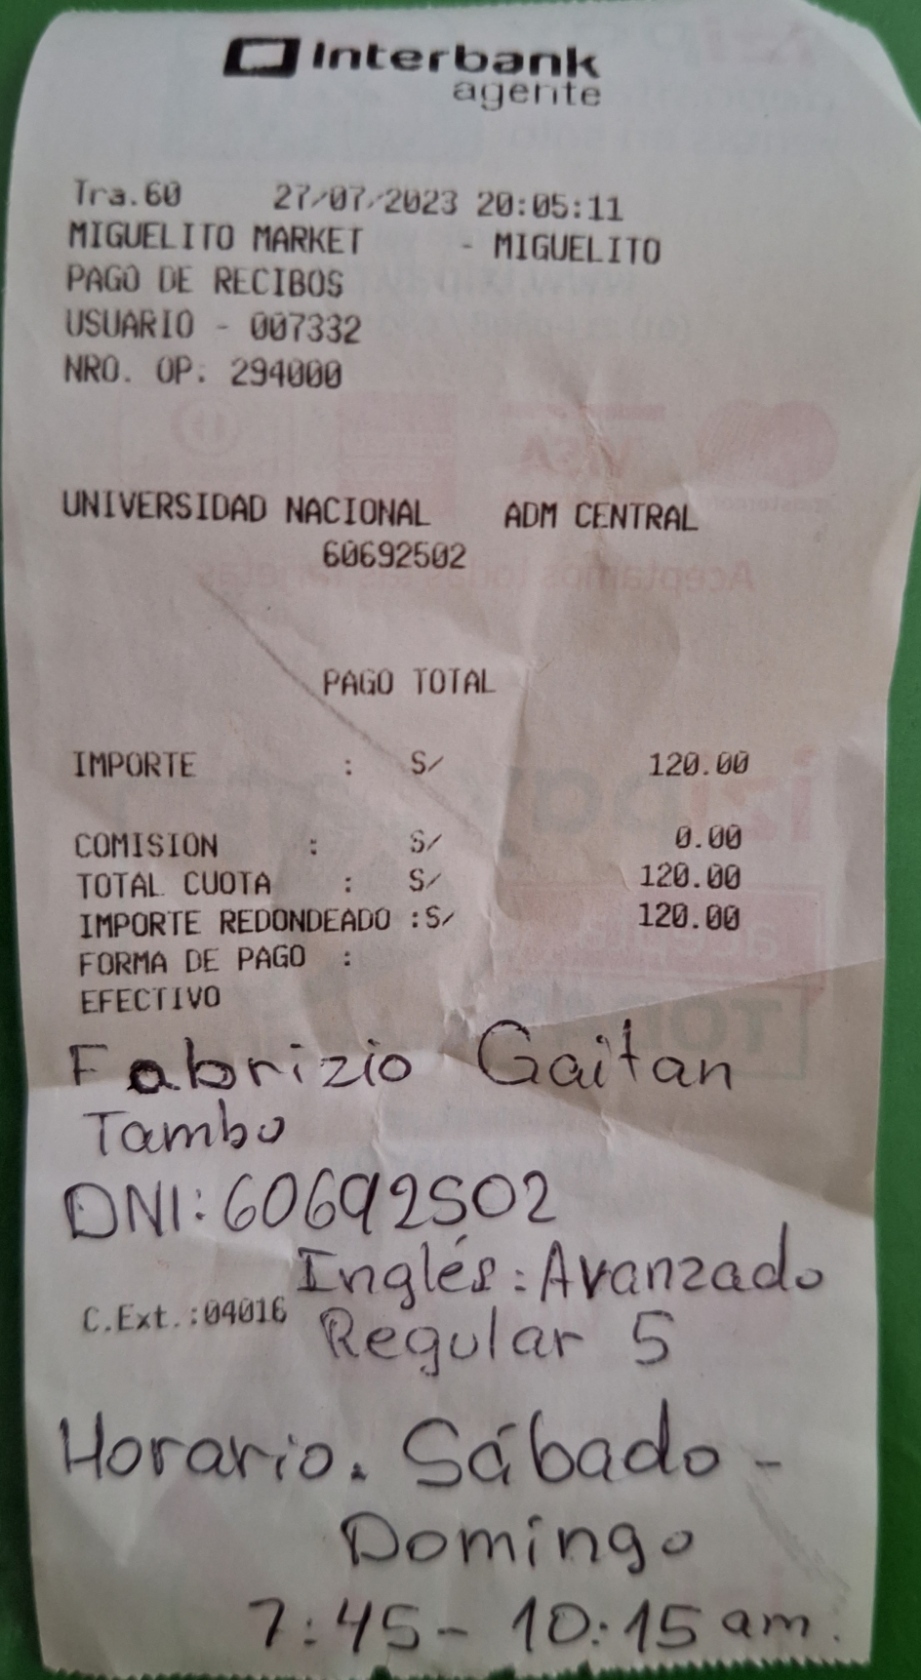 interbank
agente
Tra.60 27/07/2023 20:05:11
MIGUELITO MARKET - MIGUELITO
PAGO DE RECIBOS
USUARIO - 007332
NRO. OP. 294000
UNIVERSIDAD NACIONAL ADM CENTRAL
60692502
PAGO TOTAL
IMPORTE : S/ 120.00
COMISION : S/ 0.00
TOTAL CUOTA : S/ 120.00
IMPORTE REDONDEADO :S/ 120.00
FORMA DE PAGO :
EFECTIVO
Fabrizio Gaitan
Tambo
DNI: 60692502
Inglés: Avanzado
C.Ext.:04016 Regular 5
Horario. Sábado -
Domingo
7:45 - 10:15 am.